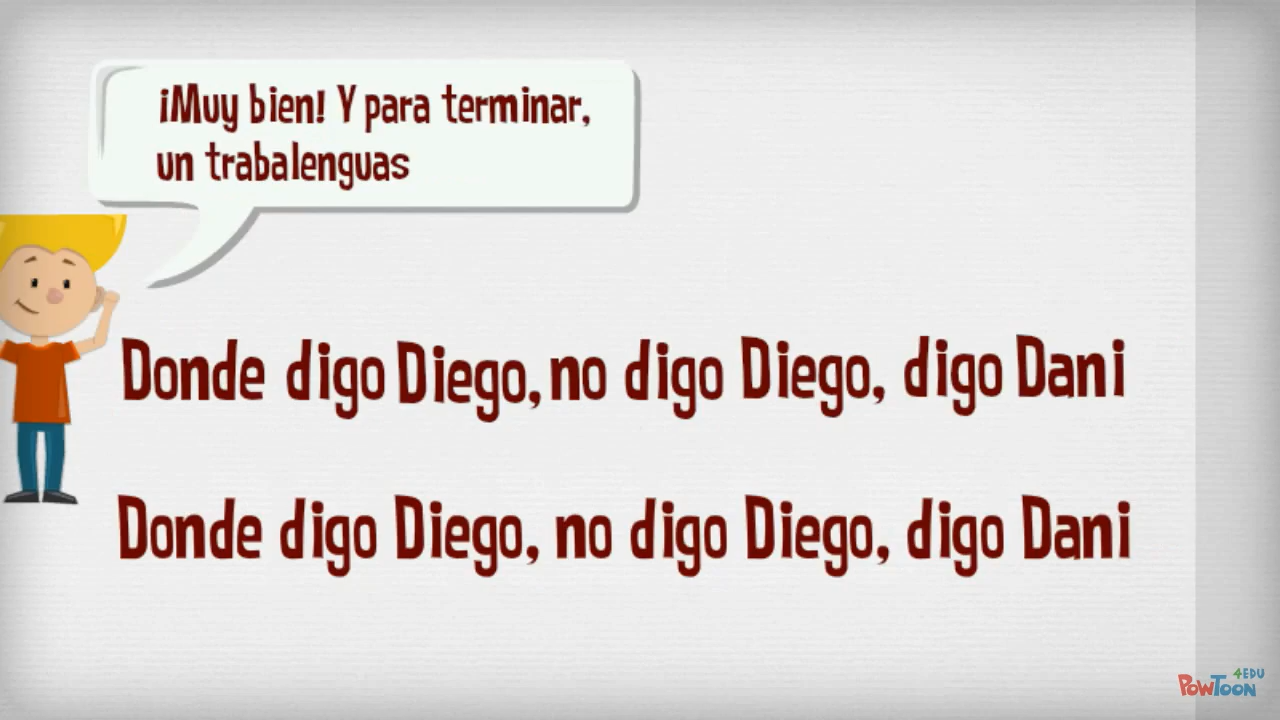 ¡Muy bien! Y para terminar,
un trabalenguas
Donde digo Diego, no digo Diego, digo Dani
Donde digo Diego, no digo Diego, digo Dani
4EDU
POWTOON